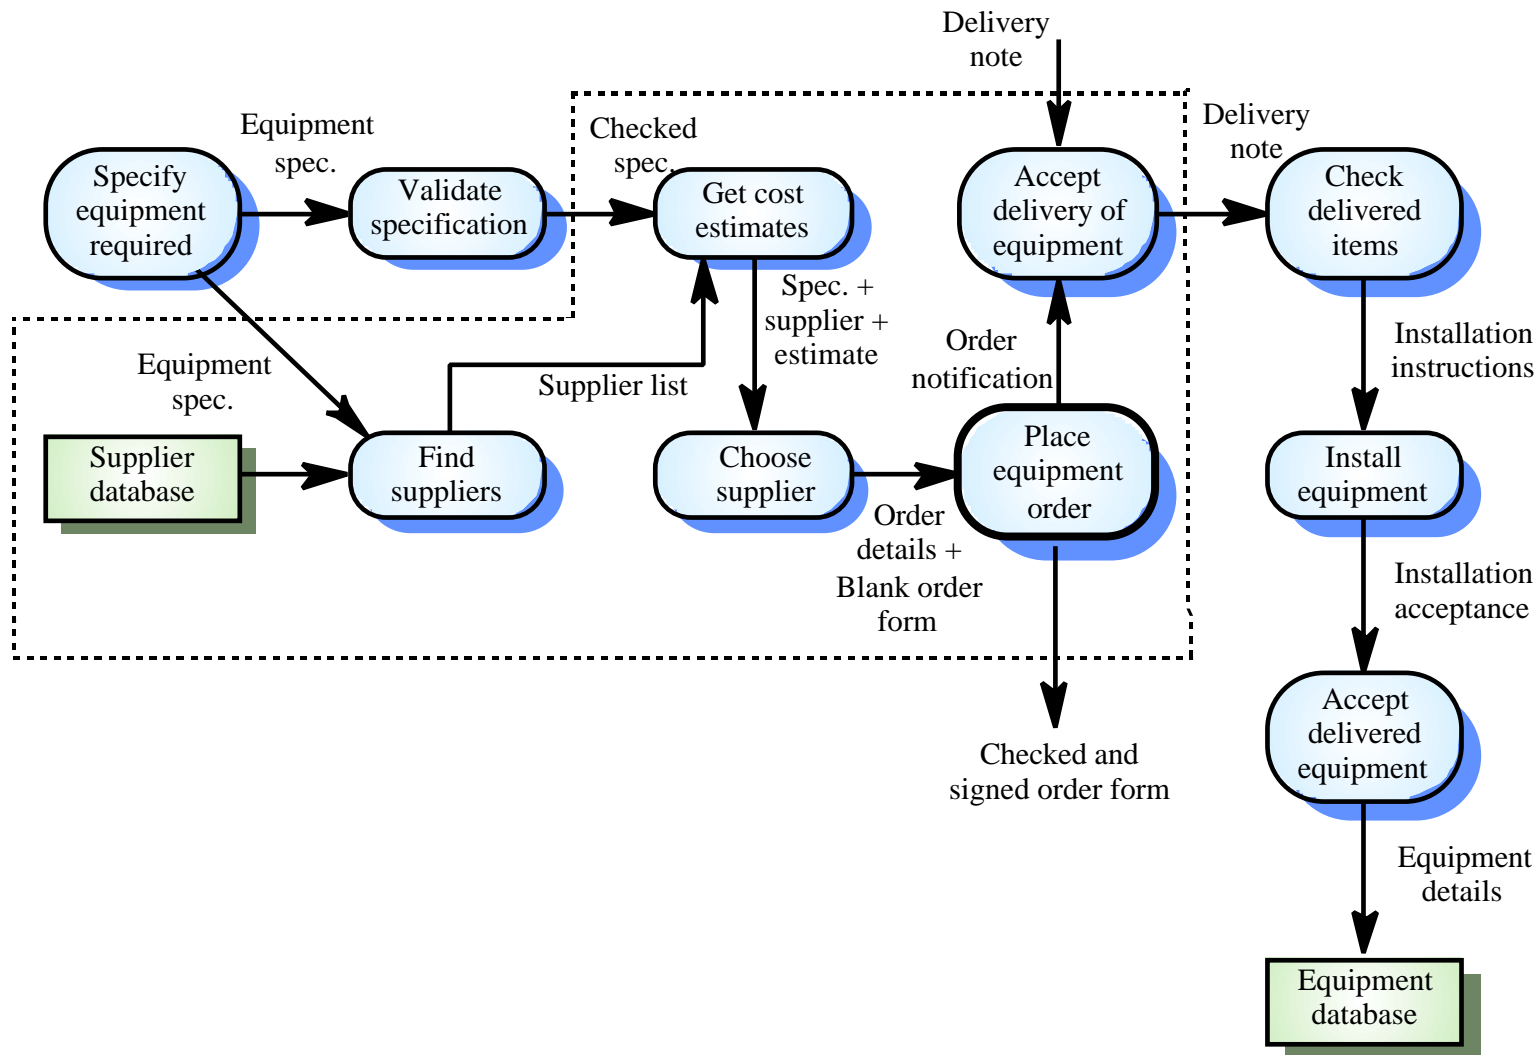 Delivery
note
Equipment
spec.
Checked
spec.
Delivery
note
Specify
equipment
required
Validate
specification
Get cost
estimates
Accept
delivery of
equipment
Check
delivered
items
Spec. +
supplier +
estimate
Order
notification
Installation
instructions
Equipment
spec.
Supplier list
Supplier
database
Find
suppliers
Choose
supplier
Place
equipment
order
Install
equipment
Order
details +
Blank order
form
Installation
acceptance
Checked and
signed order form
Accept
delivered
equipment
Equipment
details
Equipment
database